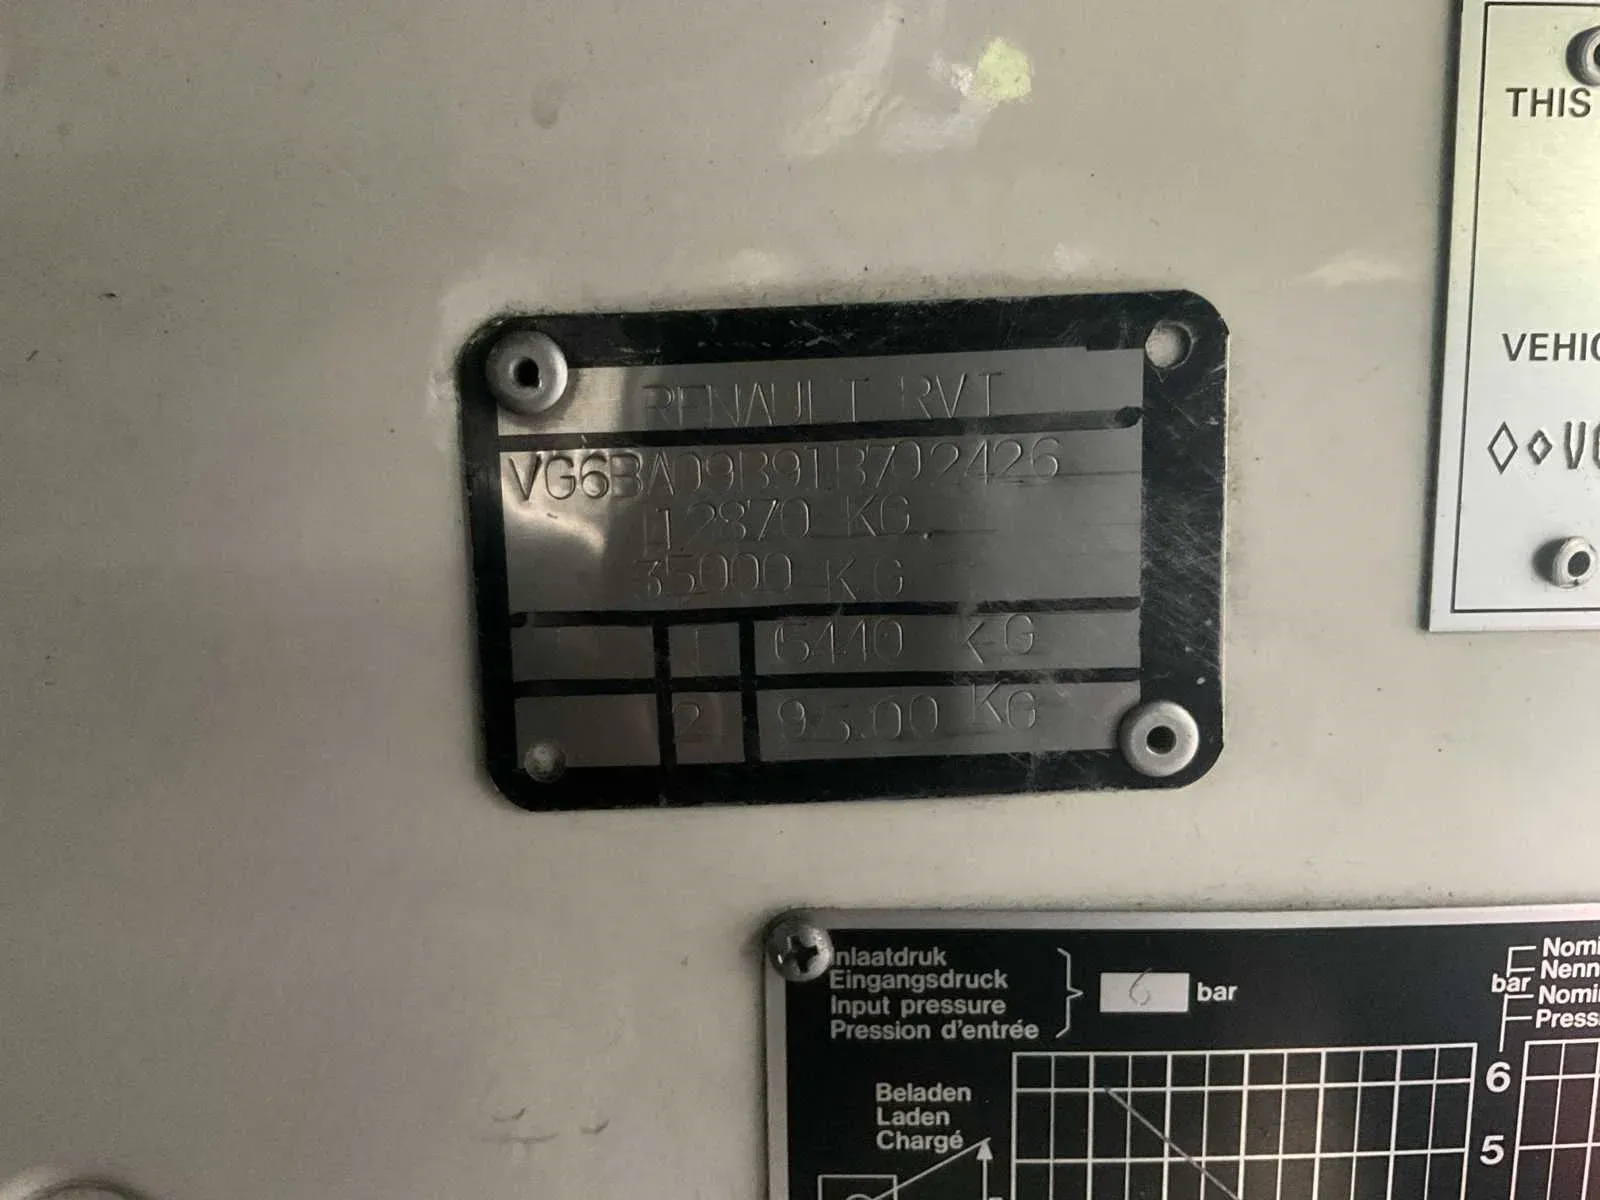 RENAULT RVI
VG6BA09B9TB702426
12870 KG
35000 KG
1 6440 KG
2 9500 KG
THIS
VEHIC
Inlaatdruk
Eingangsdruck
Input pressure
Pression d'entrée
6 bar
bar
Nomi
Nenn
Nomi
Press
Beladen
Laden
Chargé
6
5